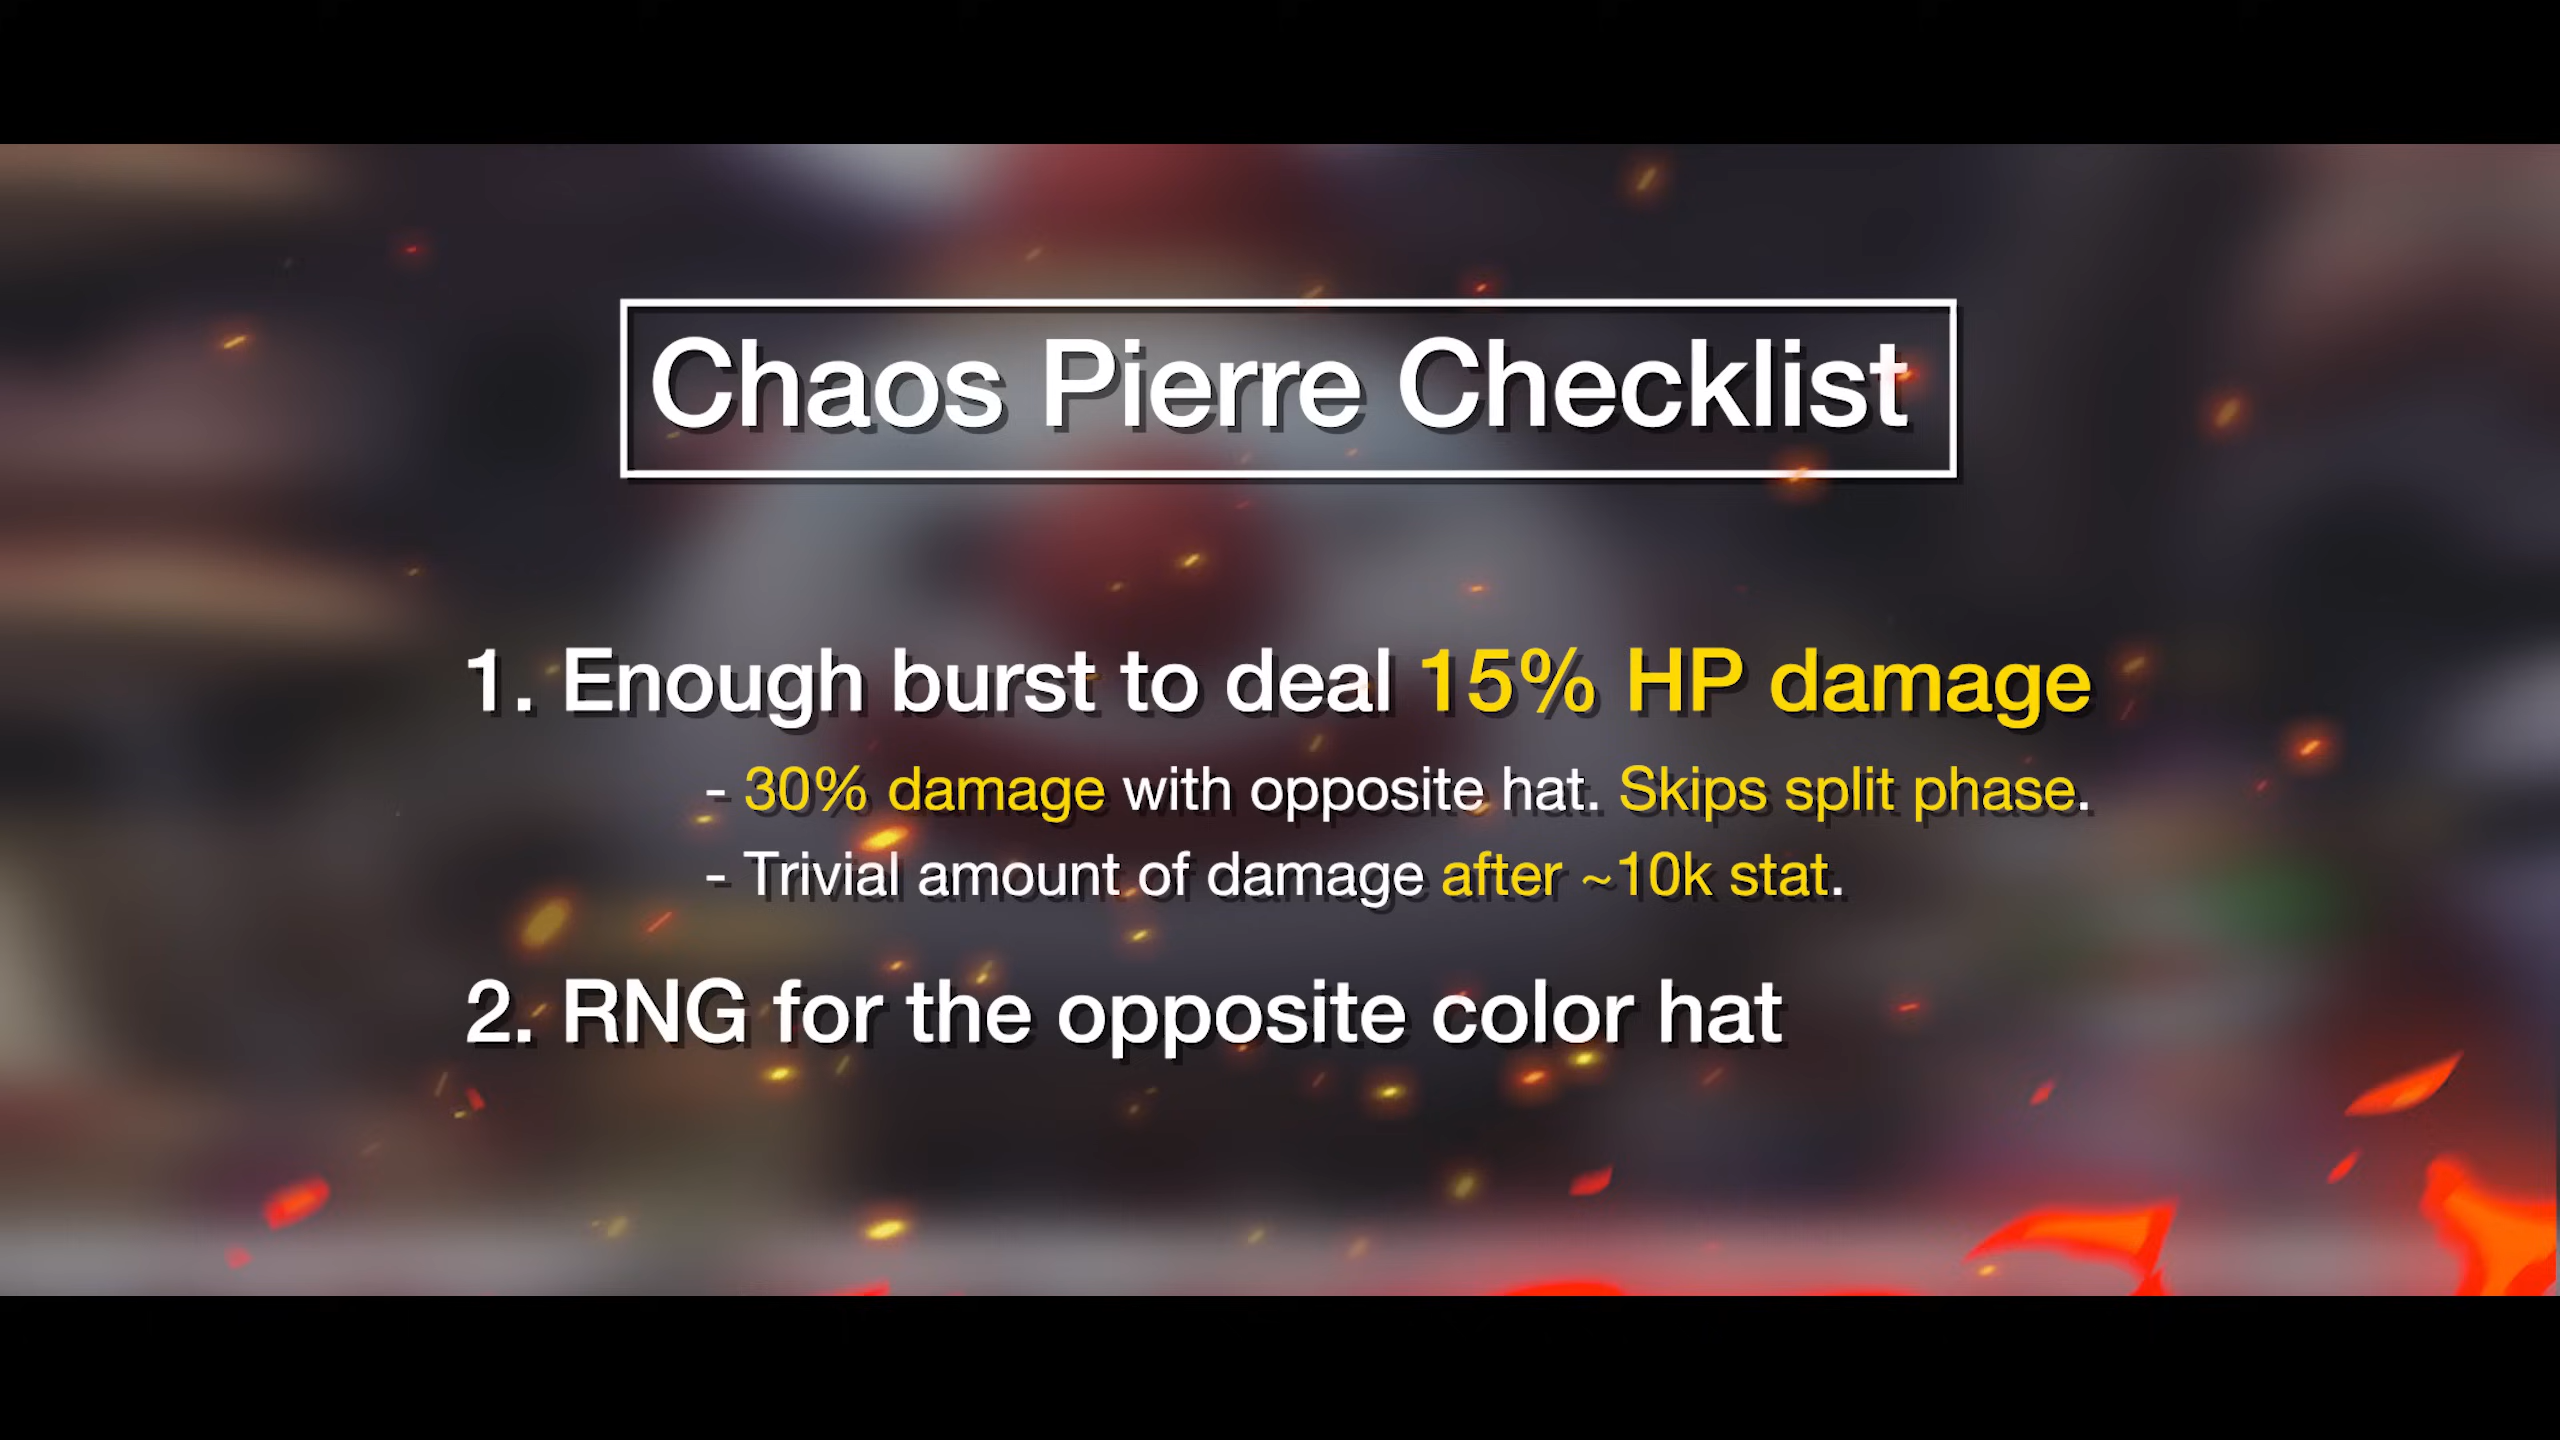 Chaos Pierre Checklist
1. Enough burst to deal 15% HP damage
- 30% damage with opposite hat. Skips split phase.
- Trivial amount of damage after ~10k stat.
2. RNG for the opposite color hat